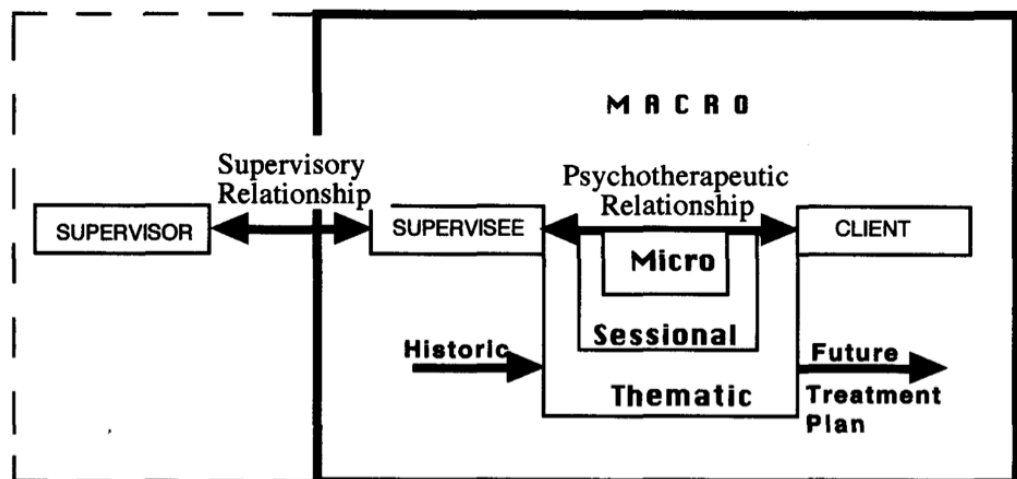 MACRO
Supervisory
Relationship
Psychotherapeutic
Relationship
SUPERVISOR
SUPERVISEE
CLIENT
Micro
Sessional
Historic
Future
Thematic
Treatment
Plan